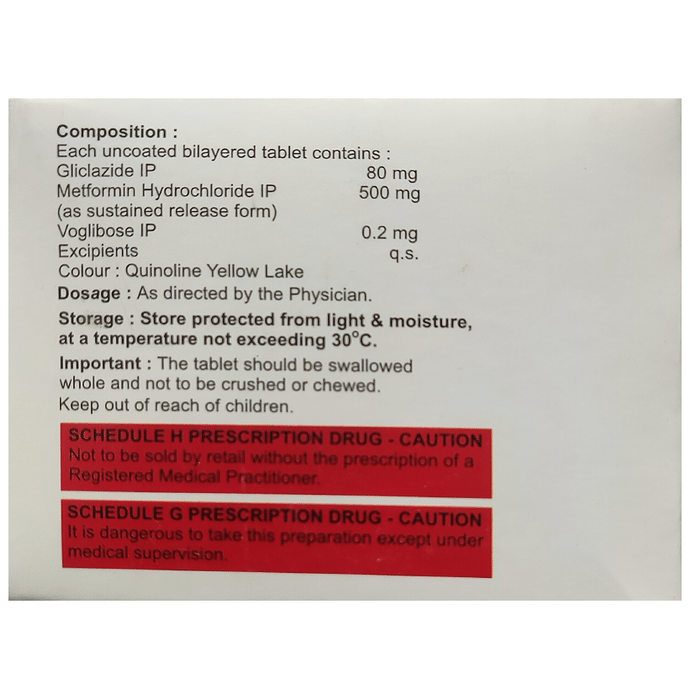 Composition :
Each uncoated bilayered tablet contains :
Gliclazide IP 80 mg
Metformin Hydrochloride IP 500 mg
(as sustained release form)
Voglibose IP 0.2 mg
Excipients q.s.
Colour : Quinoline Yellow Lake
Dosage : As directed by the Physician.
Storage : Store protected from light & moisture,
at a temperature not exceeding 30°C.
Important : The tablet should be swallowed
whole and not to be crushed or chewed.
Keep out of reach of children.
SCHEDULE H PRESCRIPTION DRUG - CAUTION
Not to be sold by retail without the prescription of a
Registered Medical Practitioner.
SCHEDULE G PRESCRIPTION DRUG - CAUTION
It is dangerous to take this preparation except under
medical supervision.